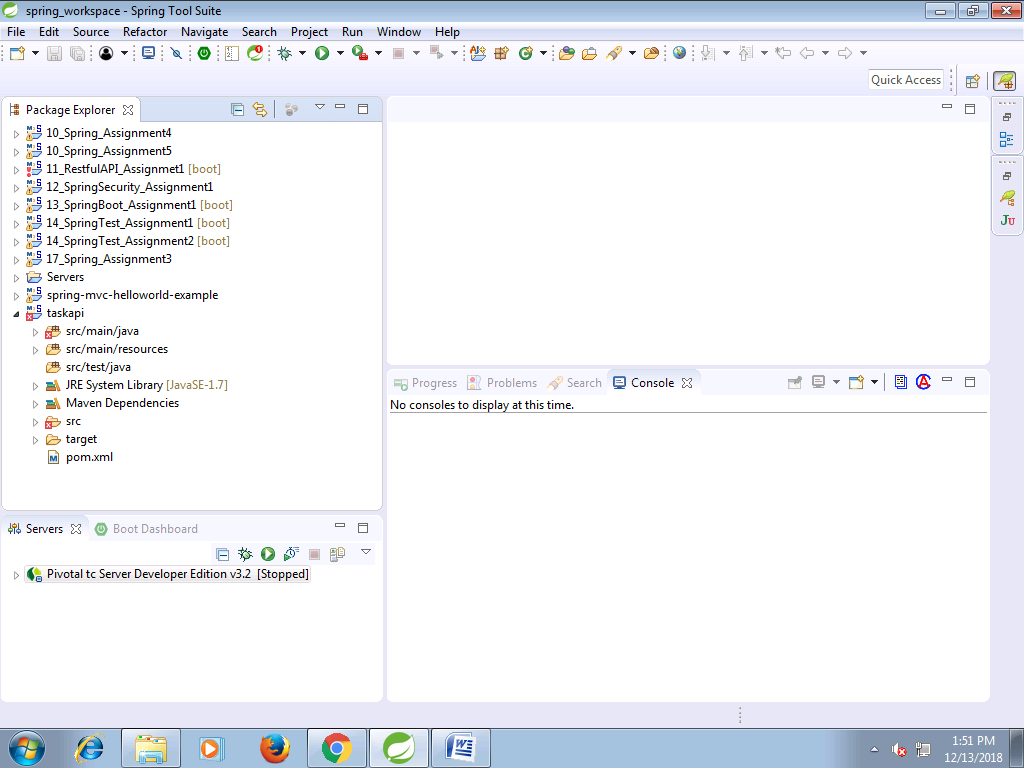 spring_workspace - Spring Tool Suite
File Edit Source Refactor Navigate Search Project Run Window Help
Quick Access
Package Explorer
10_Spring_Assignment4
10_Spring_Assignment5
11_RestfulAPI_Assignmet1 [boot]
12_SpringSecurity_Assignment1
13_SpringBoot_Assignment1 [boot]
14_SpringTest_Assignment1 [boot]
14_SpringTest_Assignment2 [boot]
17_Spring_Assignment3
Servers
spring-mvc-helloworld-example
taskapi
src/main/java
src/main/resources
src/test/java
JRE System Library [JavaSE-1.7]
Maven Dependencies
src
target
pom.xml
Progress Problems Search Console
No consoles to display at this time.
Servers Boot Dashboard
Pivotal tc Server Developer Edition v3.2 [Stopped]
1:51 PM
12/13/2018